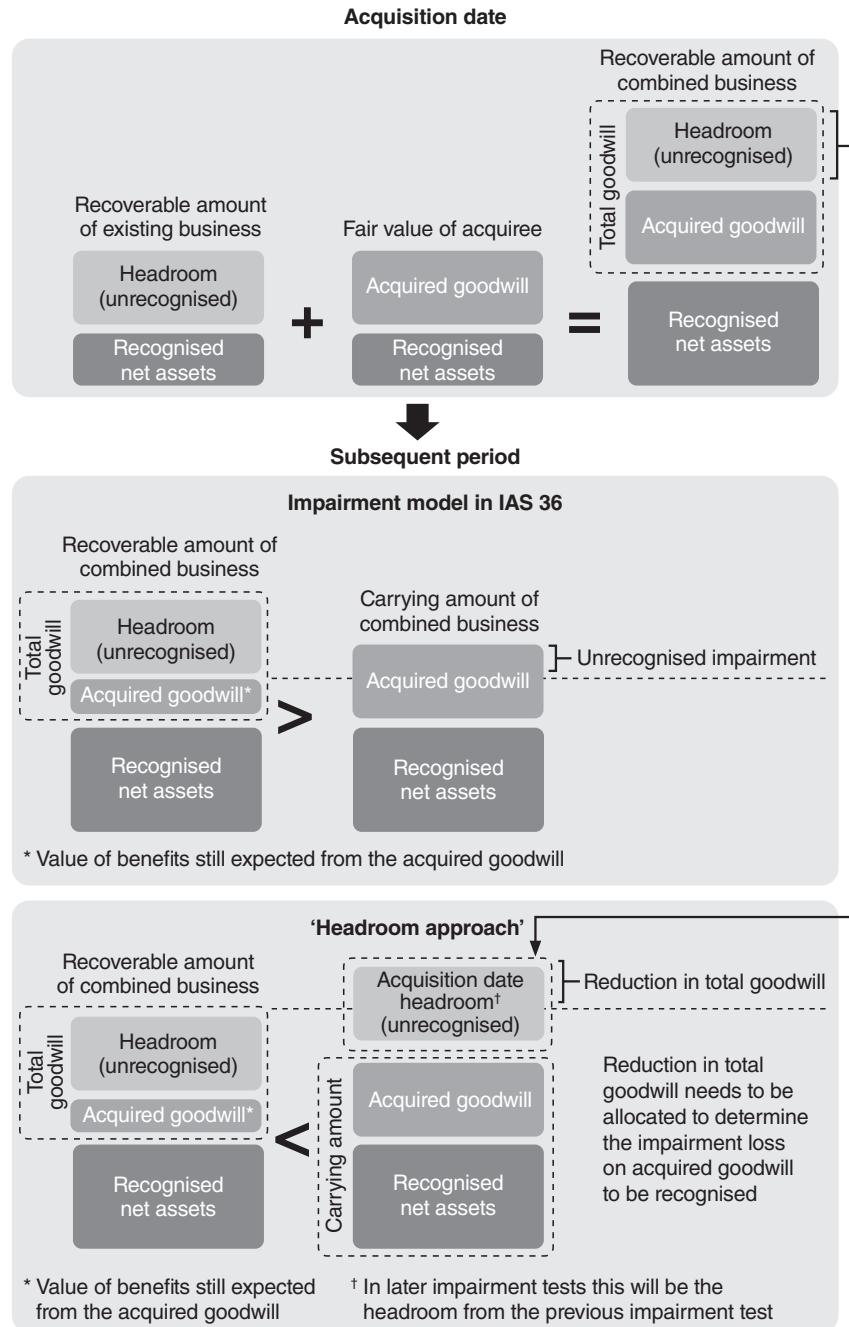 Acquisition date
Recoverable amount of
combined business
Total goodwill
Headroom
(unrecognised)
Acquired goodwill
Recognised
net assets
Recoverable amount
of existing business
Headroom
(unrecognised)
Recognised
net assets
+
Fair value of acquiree
Acquired goodwill
Recognised
net assets
=
Subsequent period
Impairment model in IAS 36
Recoverable amount of
combined business
Total
goodwill
Headroom
(unrecognised)
Acquired goodwill*
Recognised
net assets
>
Carrying amount of
combined business
Acquired goodwill
Recognised
net assets
Unrecognised impairment
* Value of benefits still expected from the acquired goodwill
‘Headroom approach’
Recoverable amount
of combined business
Total
goodwill
Headroom
(unrecognised)
Acquired goodwill*
Recognised
net assets
<
Acquisition date
headroom†
(unrecognised)
Carrying amount
Acquired goodwill
Recognised
net assets
Reduction in total goodwill
Reduction in total
goodwill needs to be
allocated to determine
the impairment loss
on acquired goodwill
to be recognised
* Value of benefits still expected
from the acquired goodwill
† In later impairment tests this will be the
headroom from the previous impairment test